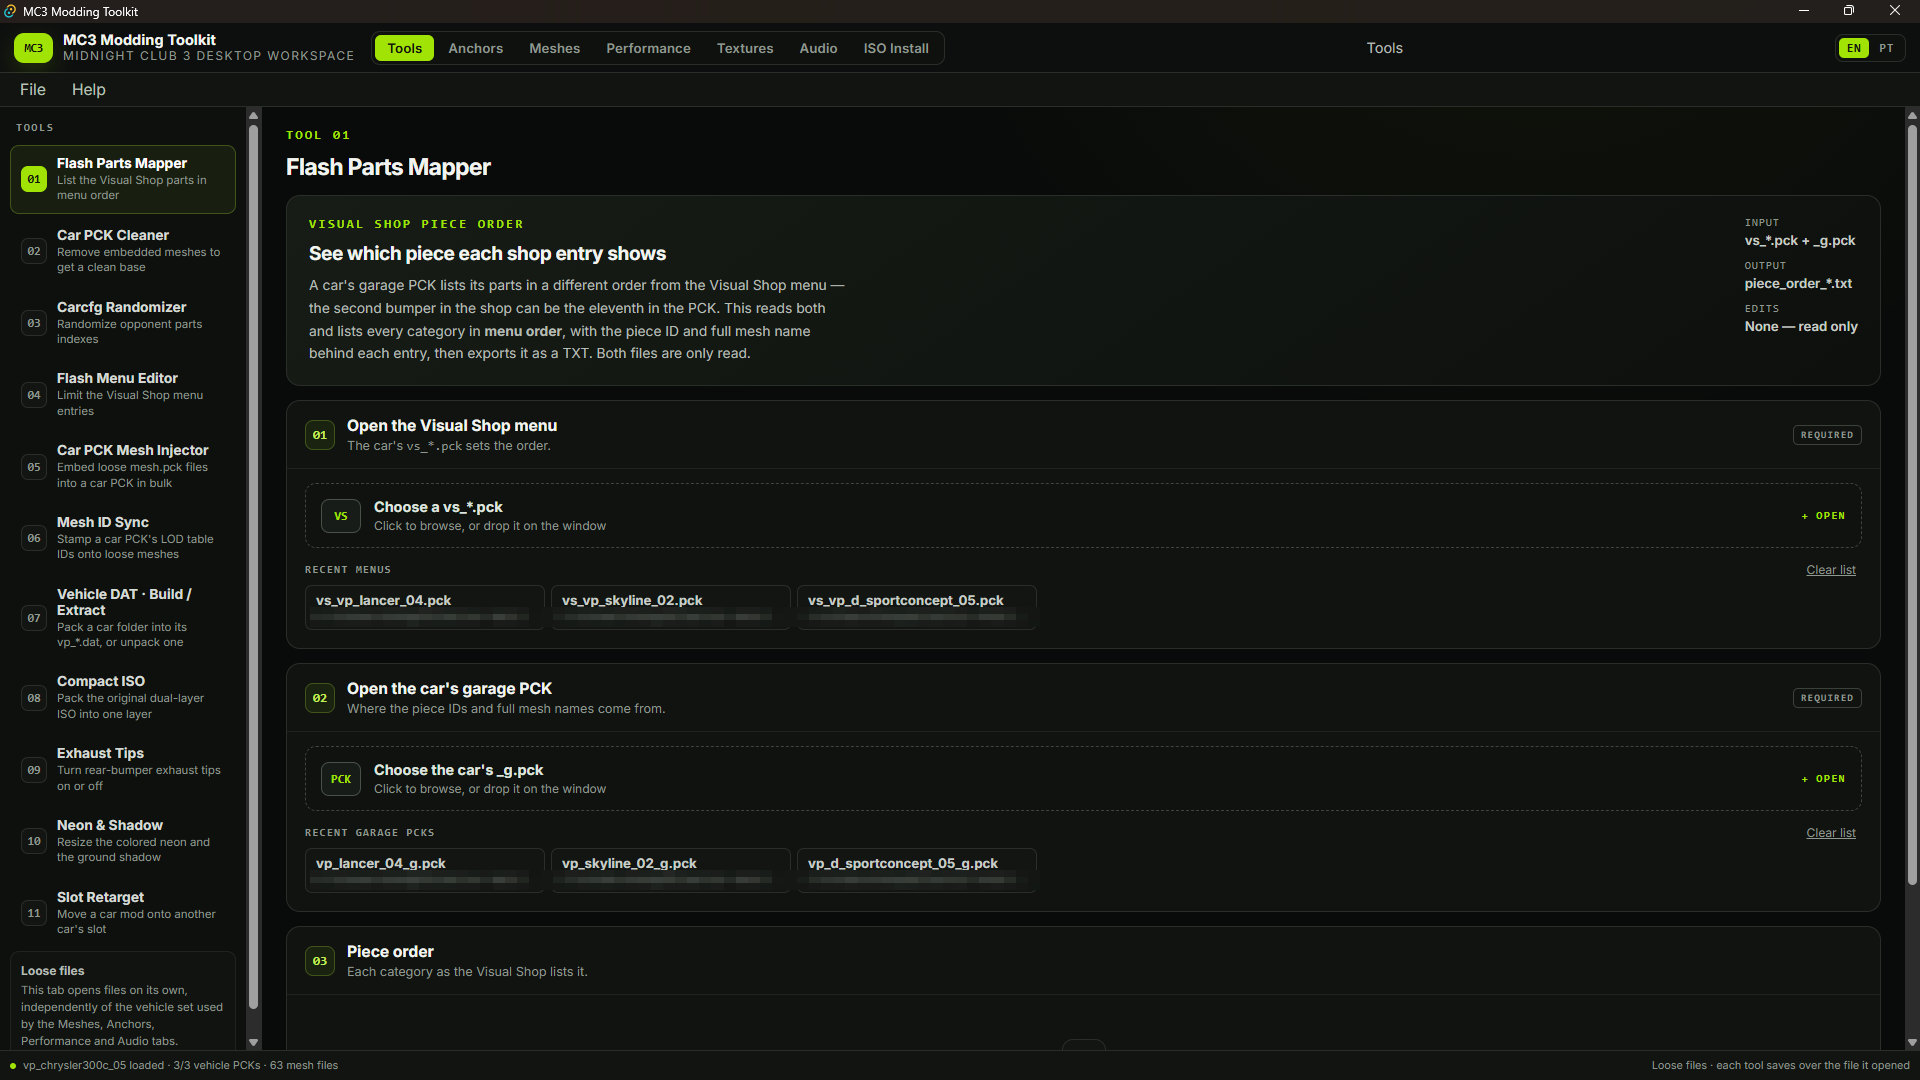 MC3 Modding Toolkit
MC3
MC3 Modding Toolkit
MIDNIGHT CLUB 3 DESKTOP WORKSPACE
Tools
Anchors
Meshes
Performance
Textures
Audio
ISO Install
Tools
EN
PT
File
Help
TOOLS
01
Flash Parts Mapper
List the Visual Shop parts in
menu order
02
Car PCK Cleaner
Remove embedded meshes to
get a clean base
03
Carcfg Randomizer
Randomize opponent parts
indexes
04
Flash Menu Editor
Limit the Visual Shop menu
entries
05
Car PCK Mesh Injector
Embed loose mesh.pck files
into a car PCK in bulk
06
Mesh ID Sync
Stamp a car PCK's LOD table
IDs onto loose meshes
07
Vehicle DAT · Build /
Extract
Pack a car folder into its
vp_*.dat, or unpack one
08
Compact ISO
Pack the original dual-layer
ISO into one layer
09
Exhaust Tips
Turn rear-bumper exhaust tips
on or off
10
Neon & Shadow
Resize the colored neon and
the ground shadow
11
Slot Retarget
Move a car mod onto another
car's slot
Loose files
This tab opens files on its own,
independently of the vehicle set used
by the Meshes, Anchors,
Performance and Audio tabs.
TOOL 01
Flash Parts Mapper
VISUAL SHOP PIECE ORDER
See which piece each shop entry shows
A car's garage PCK lists its parts in a different order from the Visual Shop menu —
the second bumper in the shop can be the eleventh in the PCK. This reads both
and lists every category in menu order, with the piece ID and full mesh name
behind each entry, then exports it as a TXT. Both files are only read.
INPUT
vs_*.pck + _g.pck
OUTPUT
piece_order_*.txt
EDITS
None — read only
01
Open the Visual Shop menu
The car's vs_*.pck sets the order.
REQUIRED
VS
Choose a vs_*.pck
Click to browse, or drop it on the window
+ OPEN
RECENT MENUS
Clear list
vs_vp_lancer_04.pck
vs_vp_skyline_02.pck
vs_vp_d_sportconcept_05.pck
02
Open the car's garage PCK
Where the piece IDs and full mesh names come from.
REQUIRED
PCK
Choose the car's _g.pck
Click to browse, or drop it on the window
+ OPEN
RECENT GARAGE PCKS
Clear list
vp_lancer_04_g.pck
vp_skyline_02_g.pck
vp_d_sportconcept_05_g.pck
03
Piece order
Each category as the Visual Shop lists it.
vp_chrysler300c_05 loaded · 3/3 vehicle PCKs · 63 mesh files
Loose files · each tool saves over the file it opened